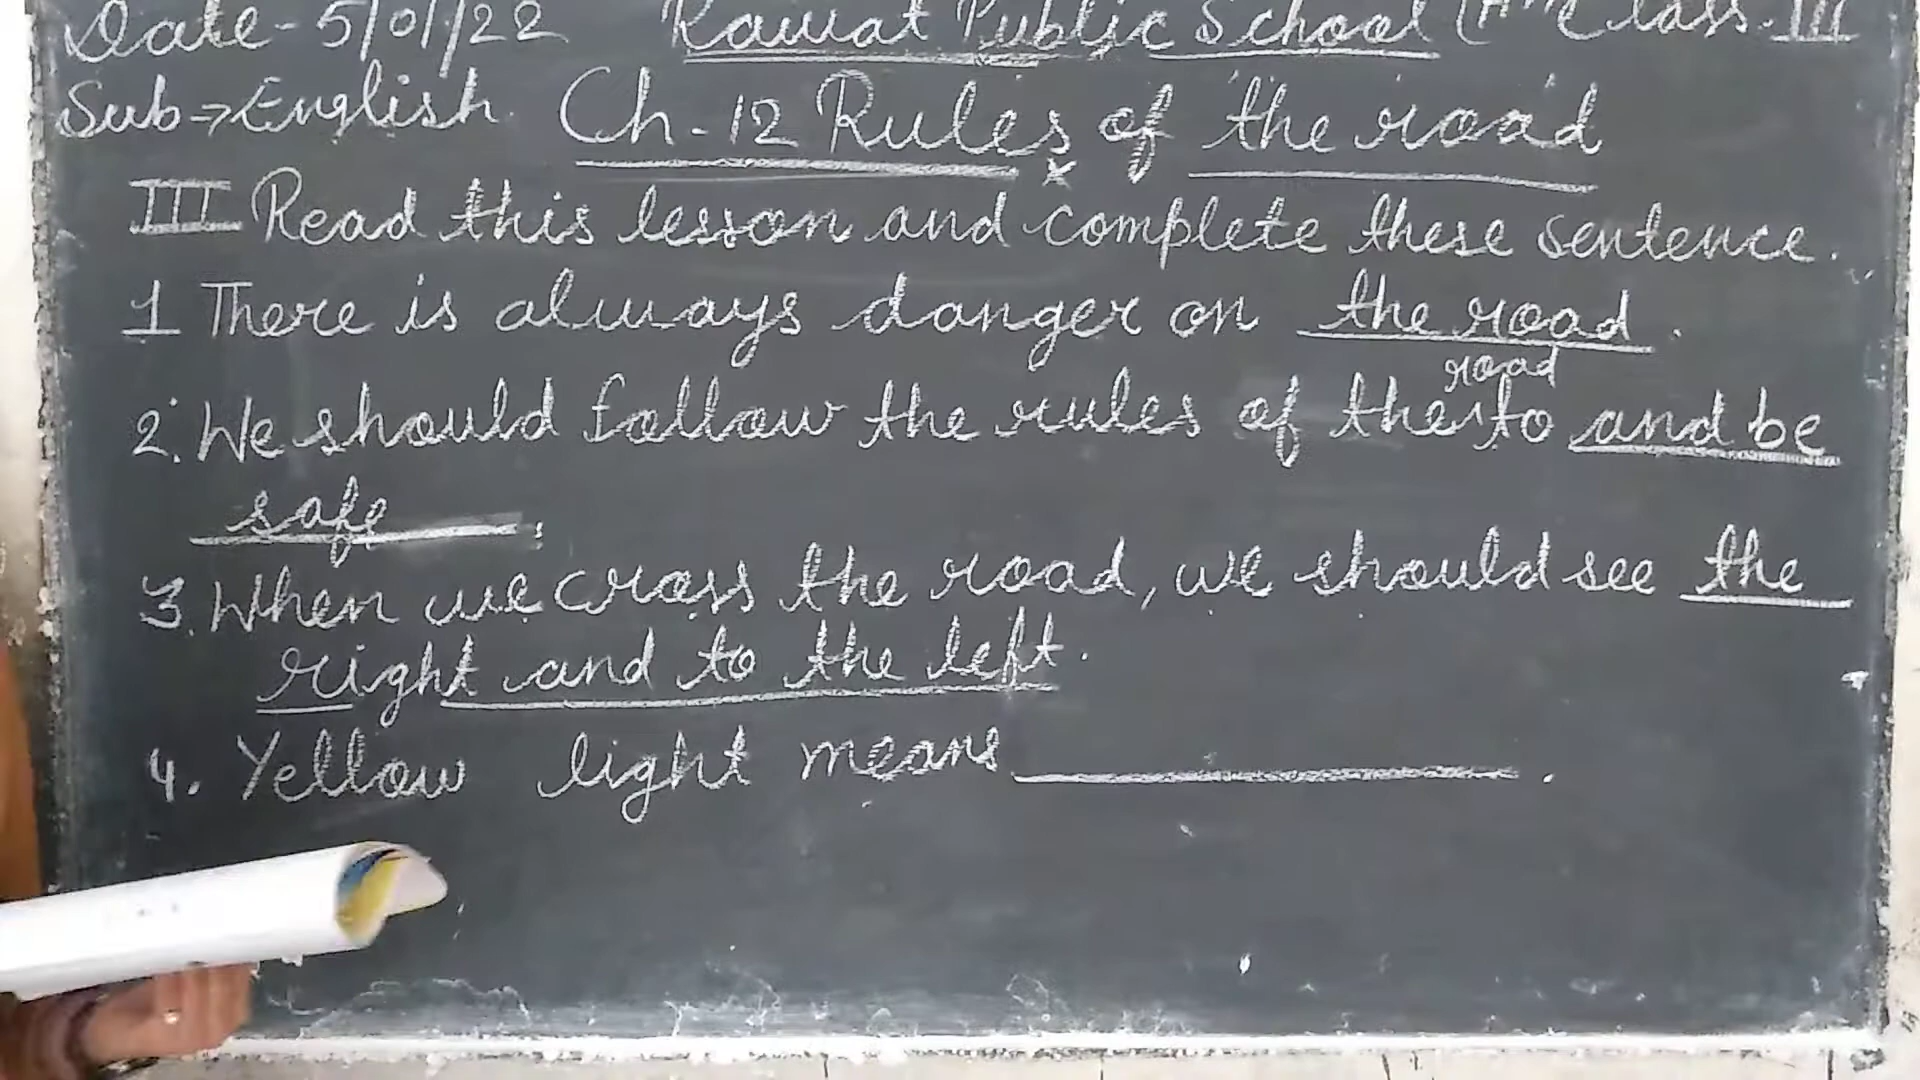 Date - 5/01/22 Rawat Public School Class - III
Sub → English. Ch - 12 Rules of the road
III Read this lesson and complete these sentence.
1 There is always danger on the road.
road
2. We should follow the rules of the to and be
safe.
3. When we cross the road, we should see the
right and to the left.
4. Yellow light means ____________.